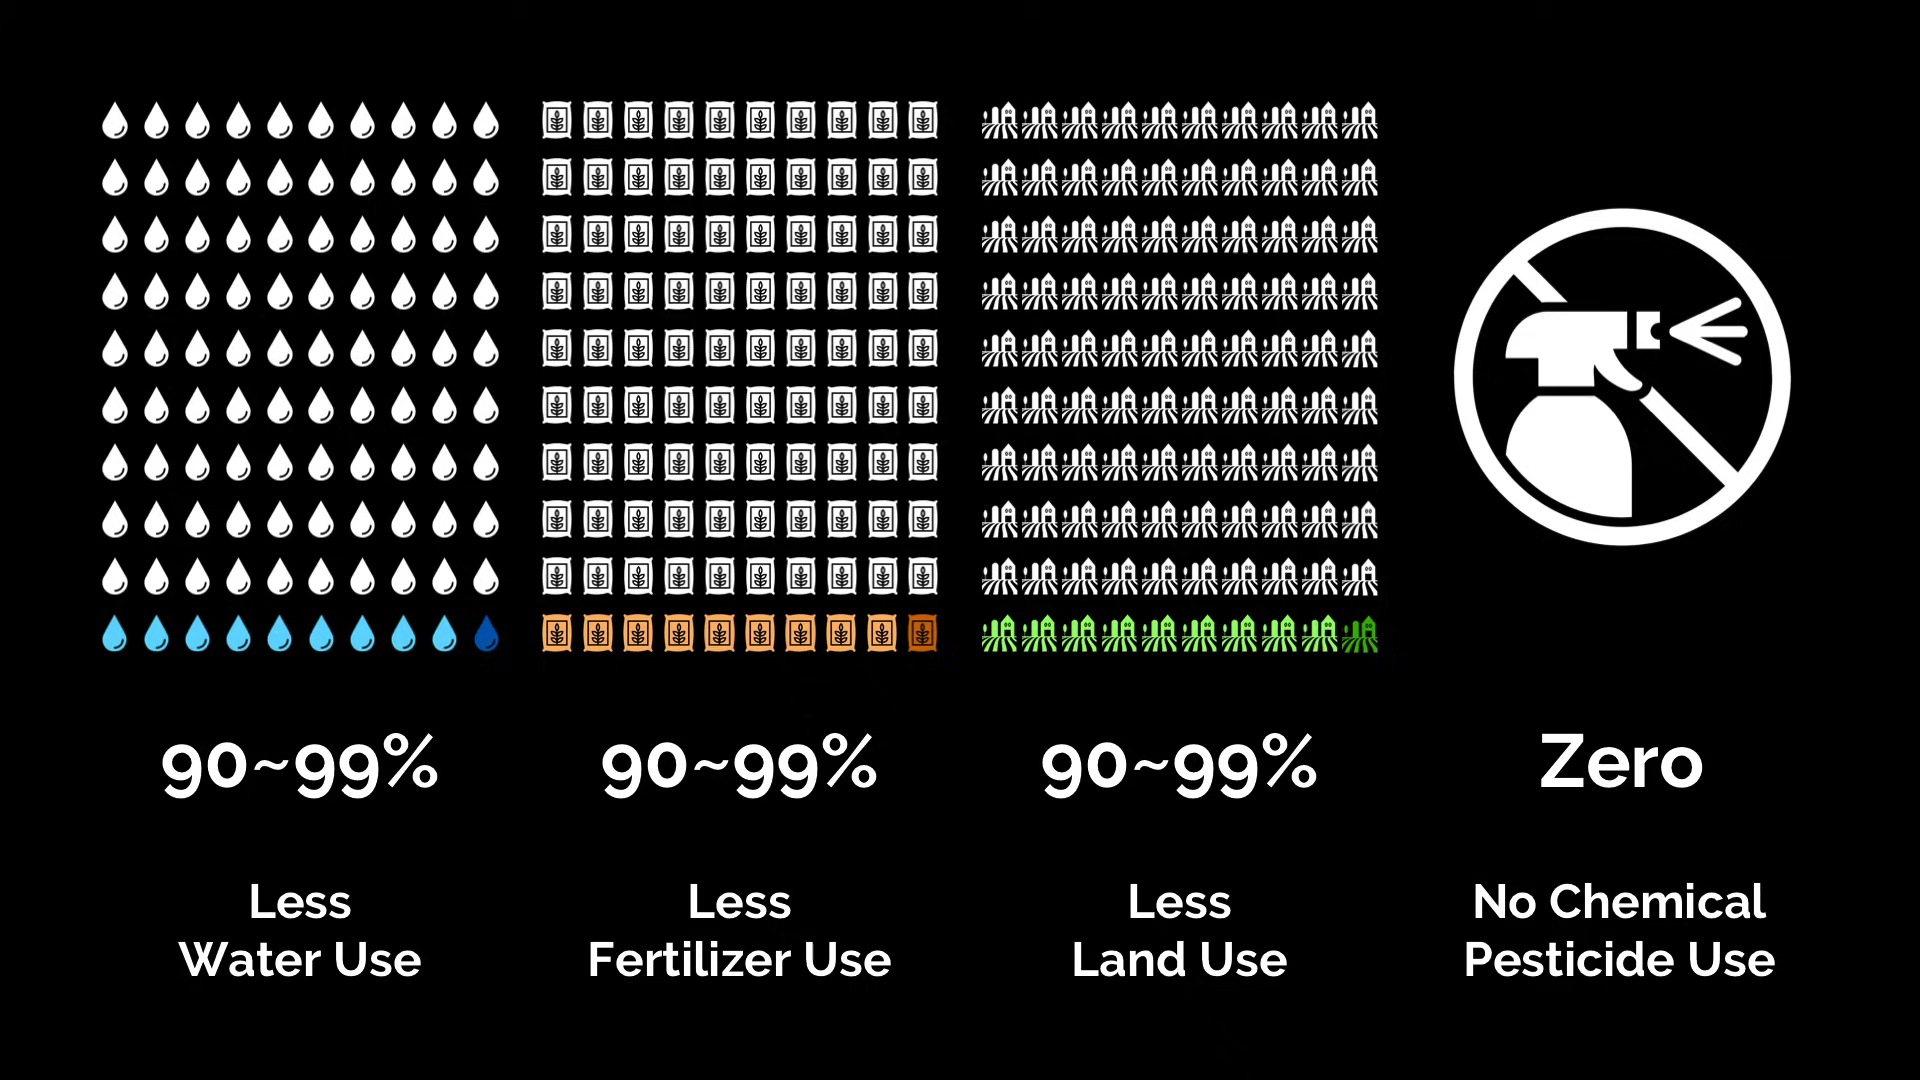 90~99%
Less
Water Use
90~99%
Less
Fertilizer Use
90~99%
Less
Land Use
Zero
No Chemical
Pesticide Use